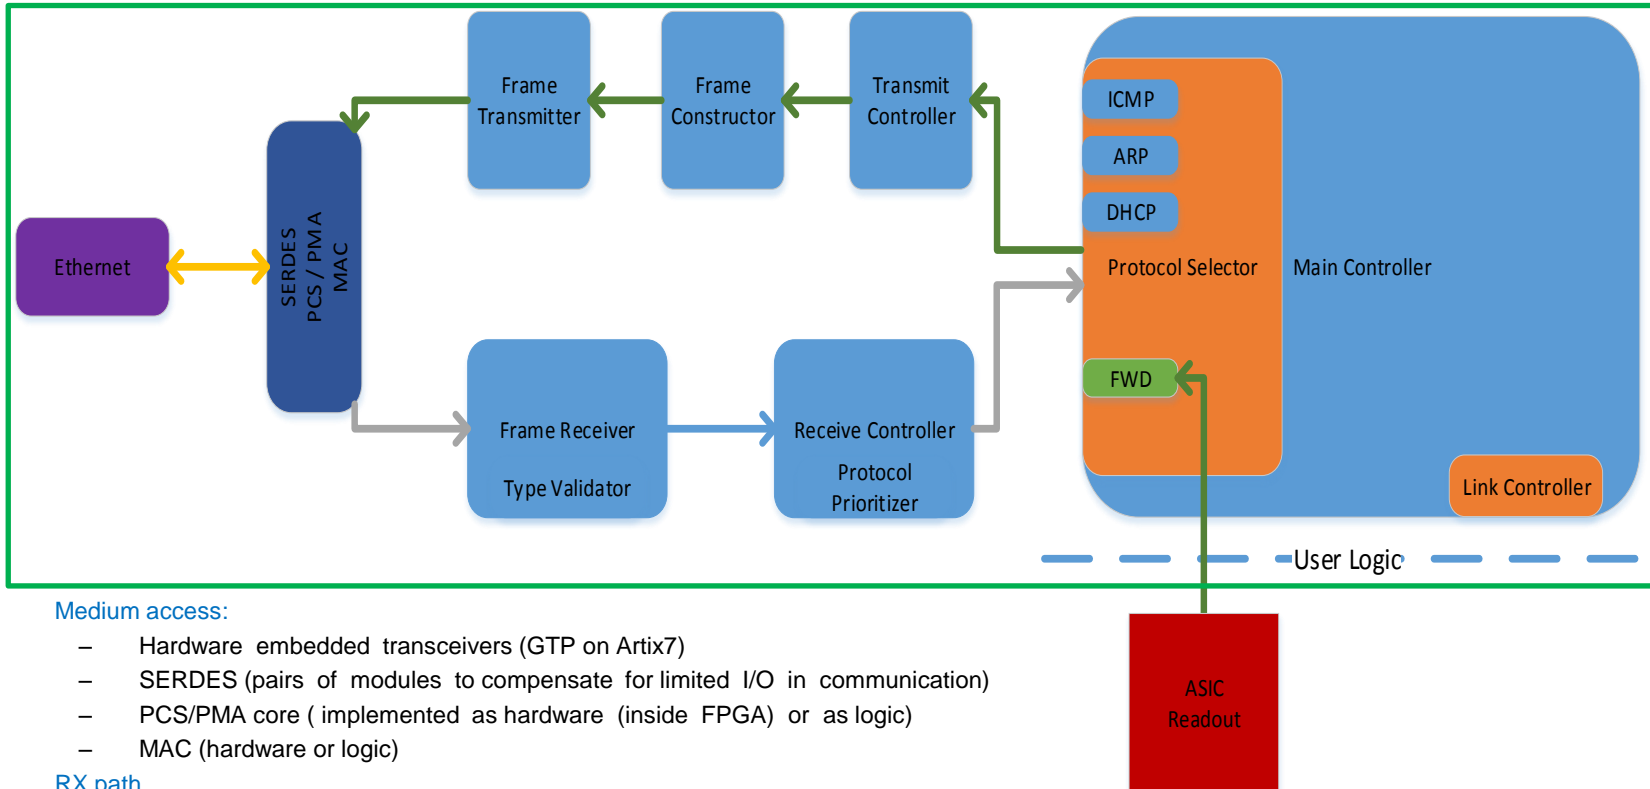 Frame
Transmitter
Frame
Constructor
Transmit
Controller
ICMP
ARP
DHCP
Ethernet
SERDES
PCS / PMA
MAC
Protocol Selector
Main Controller
FWD
Frame Receiver
Type Validator
Receive Controller
Protocol
Prioritizer
Link Controller
User Logic
Medium access:
– Hardware embedded transceivers (GTP on Artix7)
– SERDES (pairs of modules to compensate for limited I/O in communication)
– PCS/PMA core ( implemented as hardware (inside FPGA) or as logic)
– MAC (hardware or logic)
RX path
ASIC
Readout